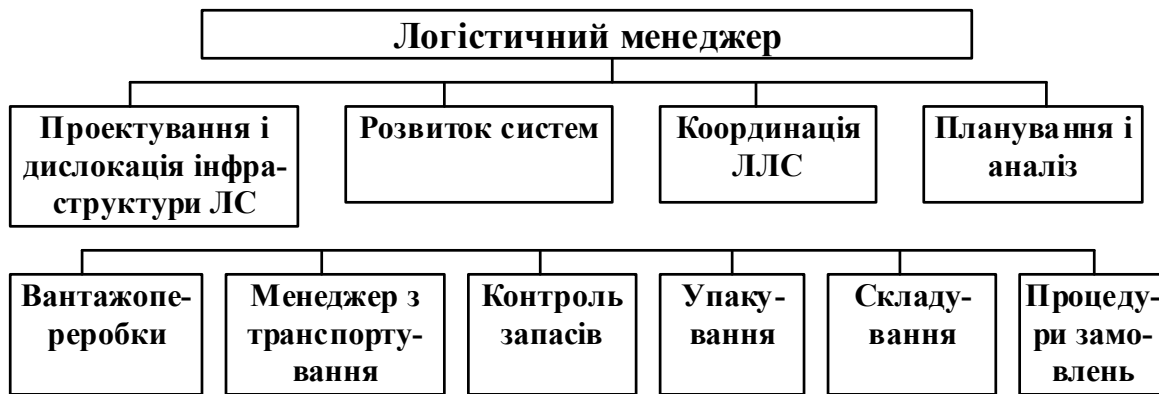 Логістичний менеджер
Проектування і
дислокація інфра-
структури ЛС
Розвиток систем
Координація
ЛЛС
Планування і
аналіз
Вантажопе-
реробки
Менеджер з
транспорту-
вання
Контроль
запасів
Упаку-
вання
Складу-
вання
Процеду-
ри замо-
влень